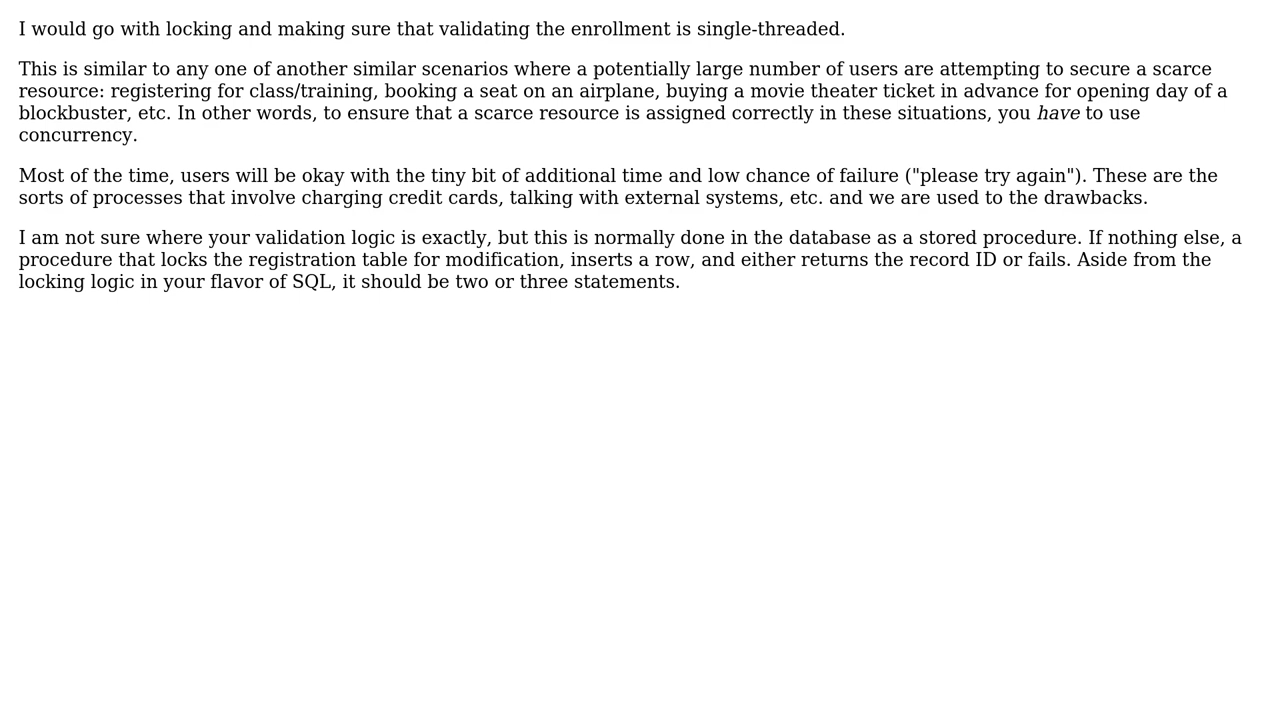 I would go with locking and making sure that validating the enrollment is single-threaded.
This is similar to any one of another similar scenarios where a potentially large number of users are attempting to secure a scarce
resource: registering for class/training, booking a seat on an airplane, buying a movie theater ticket in advance for opening day of a
blockbuster, etc. In other words, to ensure that a scarce resource is assigned correctly in these situations, you have to use
concurrency.
Most of the time, users will be okay with the tiny bit of additional time and low chance of failure ("please try again"). These are the
sorts of processes that involve charging credit cards, talking with external systems, etc. and we are used to the drawbacks.
I am not sure where your validation logic is exactly, but this is normally done in the database as a stored procedure. If nothing else, a
procedure that locks the registration table for modification, inserts a row, and either returns the record ID or fails. Aside from the
locking logic in your flavor of SQL, it should be two or three statements.